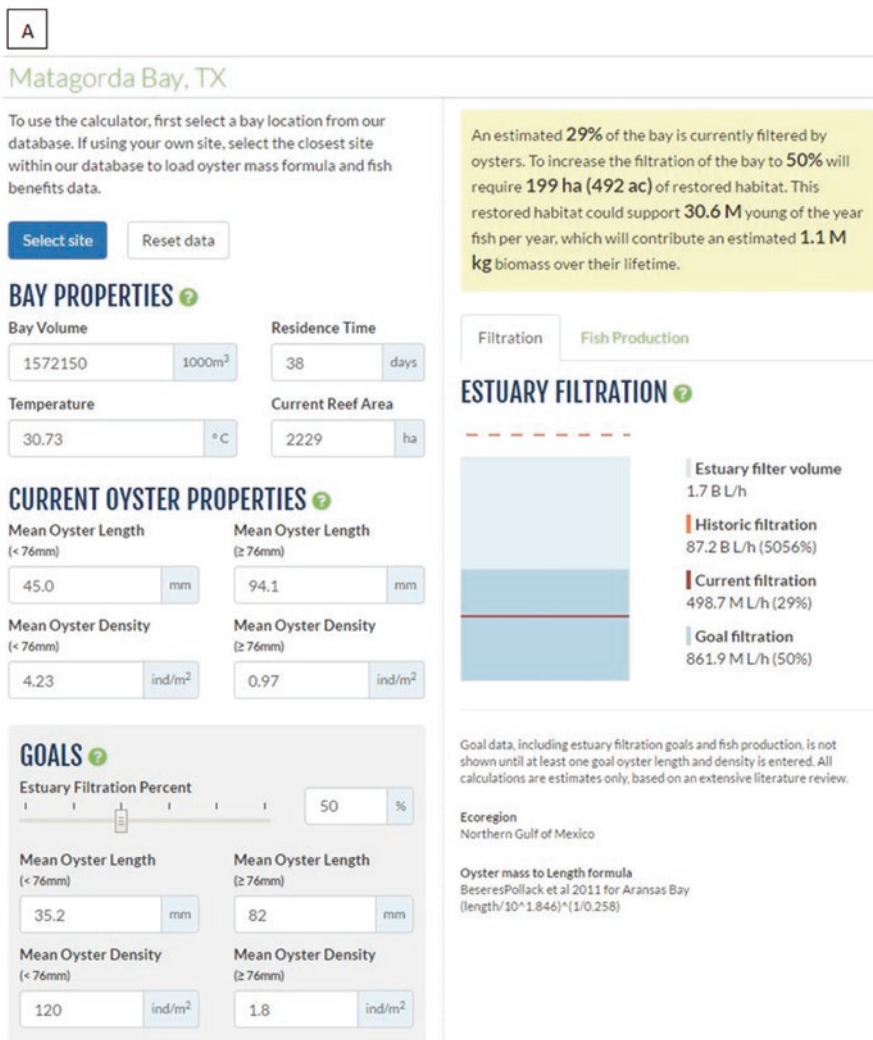 A
Matagorda Bay, TX
To use the calculator, first select a bay location from our
database. If using your own site, select the closest site
within our database to load oyster mass formula and fish
benefits data.
Select site
Reset data
BAY PROPERTIES ?
Bay Volume
1572150 1000m³
Residence Time
38 days
Temperature
30.73 °C
Current Reef Area
2229 ha
CURRENT OYSTER PROPERTIES ?
Mean Oyster Length
(< 76mm)
45.0 mm
Mean Oyster Length
(≥ 76mm)
94.1 mm
Mean Oyster Density
(< 76mm)
4.23 ind/m²
Mean Oyster Density
(≥ 76mm)
0.97 ind/m²
GOALS ?
Estuary Filtration Percent
50 %
Mean Oyster Length
(< 76mm)
35.2 mm
Mean Oyster Length
(≥ 76mm)
82 mm
Mean Oyster Density
(< 76mm)
120 ind/m²
Mean Oyster Density
(≥ 76mm)
1.8 ind/m²
An estimated 29% of the bay is currently filtered by
oysters. To increase the filtration of the bay to 50% will
require 199 ha (492 ac) of restored habitat. This
restored habitat could support 30.6 M young of the year
fish per year, which will contribute an estimated 1.1 M
kg biomass over their lifetime.
Filtration
Fish Production
ESTUARY FILTRATION ?
Estuary filter volume
1.7 B L/h
Historic filtration
87.2 B L/h (5056%)
Current filtration
498.7 M L/h (29%)
Goal filtration
861.9 M L/h (50%)
Goal data, including estuary filtration goals and fish production, is not
shown until at least one goal oyster length and density is entered. All
calculations are estimates only, based on an extensive literature review.
Ecoregion
Northern Gulf of Mexico
Oyster mass to Length formula
BeseresPollack et al 2011 for Aransas Bay
(length/10^1.846)^(1/0.258)